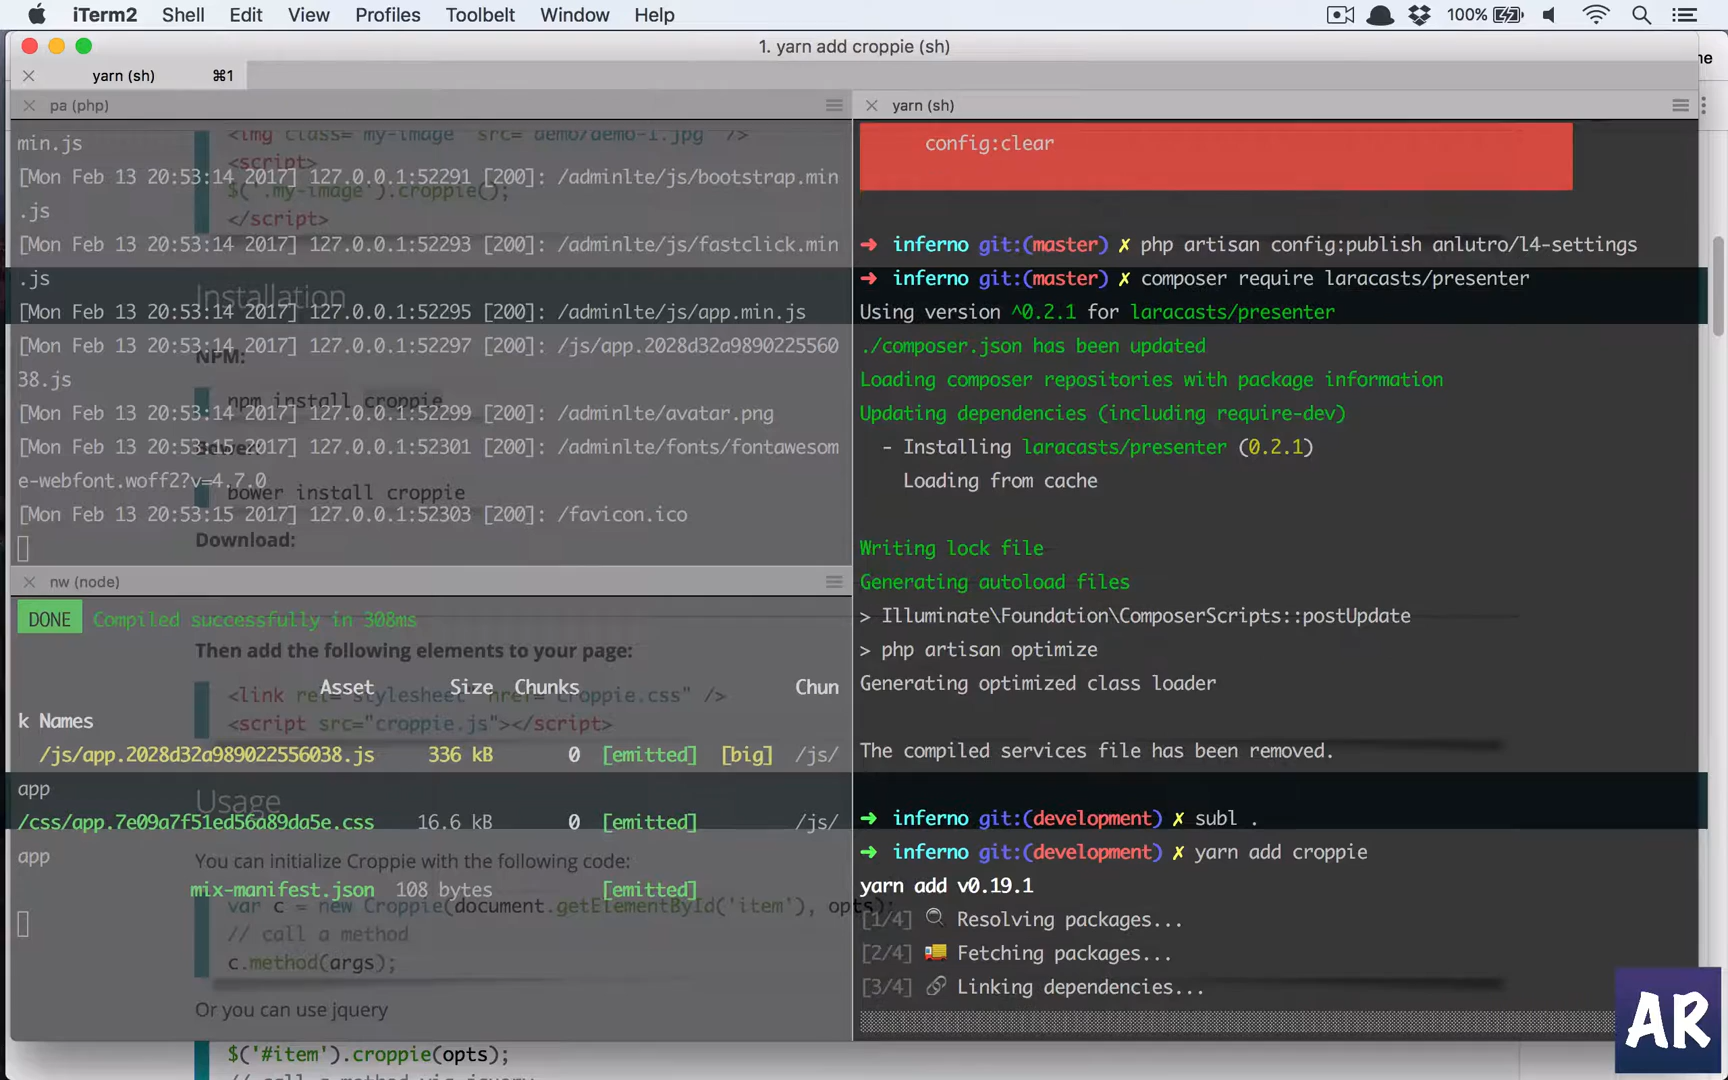 iTerm2 Shell Edit View Profiles Toolbelt Window Help 100%
1. yarn add croppie (sh)
yarn (sh) ⌘1
pa (php)
<img class="my-image" src="demo/demo-1.jpg" />
min.js
<script>
[Mon Feb 13 20:53:14 2017] 127.0.0.1:52291 [200]: /adminlte/js/bootstrap.min
$('.my-image').croppie();
.js
</script>
[Mon Feb 13 20:53:14 2017] 127.0.0.1:52293 [200]: /adminlte/js/fastclick.min
.js
Installation
[Mon Feb 13 20:53:14 2017] 127.0.0.1:52295 [200]: /adminlte/js/app.min.js
[Mon Feb 13 20:53:14 2017] 127.0.0.1:52297 [200]: /js/app.2028d32a9890225560
NPM:
38.js
npm install croppie
[Mon Feb 13 20:53:14 2017] 127.0.0.1:52299 [200]: /adminlte/avatar.png
[Mon Feb 13 20:53:15 2017] 127.0.0.1:52301 [200]: /adminlte/fonts/fontawesom
e-webfont.woff2?v=4.7.0
bower install croppie
[Mon Feb 13 20:53:15 2017] 127.0.0.1:52303 [200]: /favicon.ico
Download:
nw (node)
DONE Compiled successfully in 308ms
Then add the following elements to your page:
Asset Size Chunks Chun
<link rel="stylesheet" href="croppie.css" />
k Names
<script src="croppie.js"></script>
/js/app.2028d32a989022556038.js 336 kB 0 [emitted] [big] /js/
app
Usage
/css/app.7e09a7f51ed56a89da5e.css 16.6 kB 0 [emitted] /js/
app
You can initialize Croppie with the following code:
mix-manifest.json 108 bytes [emitted]
var c = new Croppie(document.getElementById('item'), opts);
// call a method
c.method(args);
Or you can use jquery
$('#item').croppie(opts);
// call a method via jquery
yarn (sh)
config:clear
➜ inferno git:(master) ✗ php artisan config:publish anlutro/l4-settings
➜ inferno git:(master) ✗ composer require laracasts/presenter
Using version ^0.2.1 for laracasts/presenter
./composer.json has been updated
Loading composer repositories with package information
Updating dependencies (including require-dev)
- Installing laracasts/presenter (0.2.1)
Loading from cache
Writing lock file
Generating autoload files
> Illuminate\Foundation\ComposerScripts::postUpdate
> php artisan optimize
Generating optimized class loader
The compiled services file has been removed.
➜ inferno git:(development) ✗ subl .
➜ inferno git:(development) ✗ yarn add croppie
yarn add v0.19.1
[1/4] 🔍 Resolving packages...
[2/4] 🚚 Fetching packages...
[3/4] 🔗 Linking dependencies...
AR